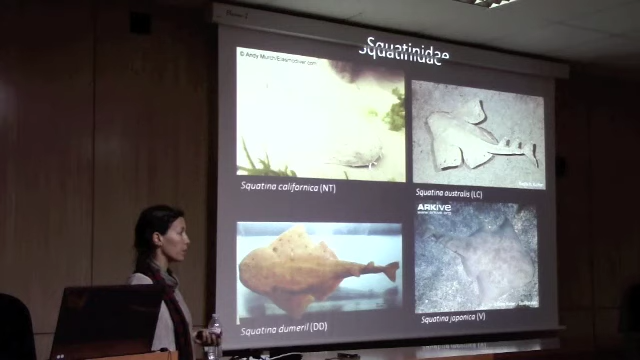 Squatinidae
© Andy Murch/Elasmodiver.com
Squatina californica (NT)
Squatina australis (LC)
ARKive
Squatina dumeril (DD)
Squatina japonica (V)